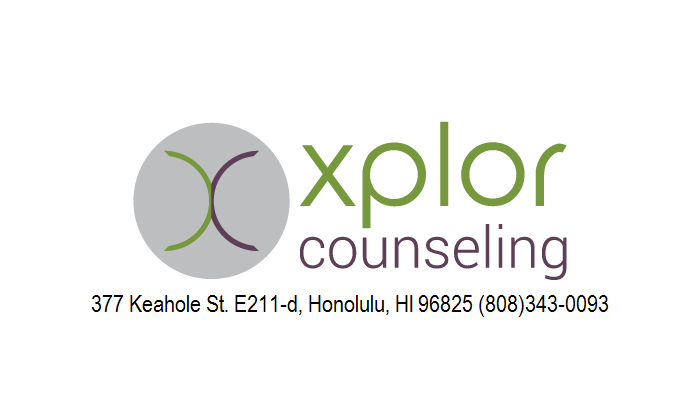 xplor
counseling
377 Keahole St. E211-d, Honolulu, HI 96825 (808)343-0093